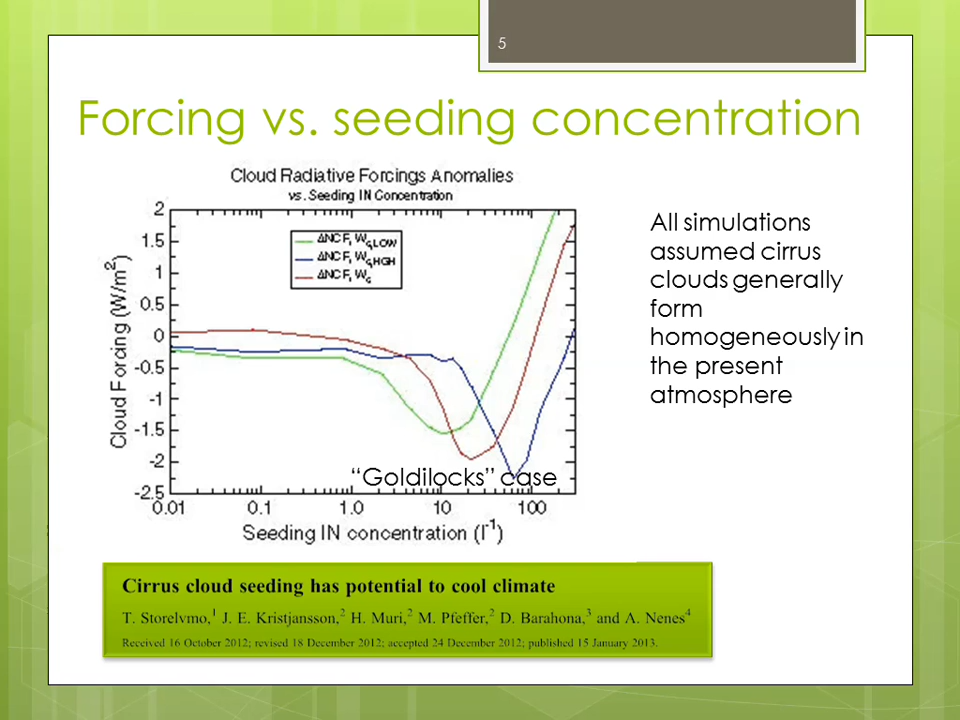 5
Forcing vs. seeding concentration
Cloud Radiative Forcings Anomalies
vs. Seeding IN Concentration
All simulations
assumed cirrus
clouds generally
form
homogeneously in
the present
atmosphere
ΔNCF, WG,LOW
ΔNCF, WG,HIGH
ΔNCF, WG
Cloud Forcing (W/m2)
2
1.5
1
0.5
0
-0.5
-1
-1.5
-2
-2.5
"Goldilocks" case
0.01 0.1 1.0 10 100
Seeding IN concentration (l-1)
Cirrus cloud seeding has potential to cool climate
T. Storelvmo,1 J. E. Kristjansson,2 H. Muri,2 M. Pfeffer,2 D. Barahona,3 and A. Nenes4
Received 16 October 2012; revised 18 December 2012; accepted 24 December 2012; published 15 January 2013.